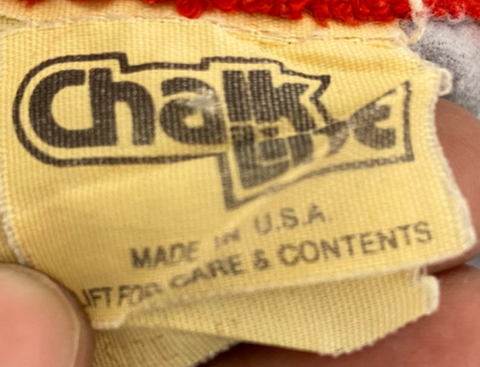 Chalk
Line
MADE IN U.S.A.
LIFT FOR CARE & CONTENTS